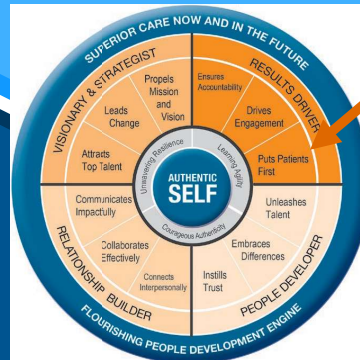 SUPERIOR CARE NOW AND IN THE FUTURE
VISIONARY & STRATEGIST
Attracts
Top Talent
Leads
Change
Propels
Mission
and
Vision
RESULTS DRIVER
Ensures
Accountability
Drives
Engagement
Puts Patients
First
Unwavering Resilience
Learning Agility
Courageous Authenticity
AUTHENTIC
SELF
RELATIONSHIP BUILDER
Communicates
Impactfully
Collaborates
Effectively
Connects
Interpersonally
PEOPLE DEVELOPER
Unleashes
Talent
Embraces
Differences
Instills
Trust
FLOURISHING PEOPLE DEVELOPMENT ENGINE